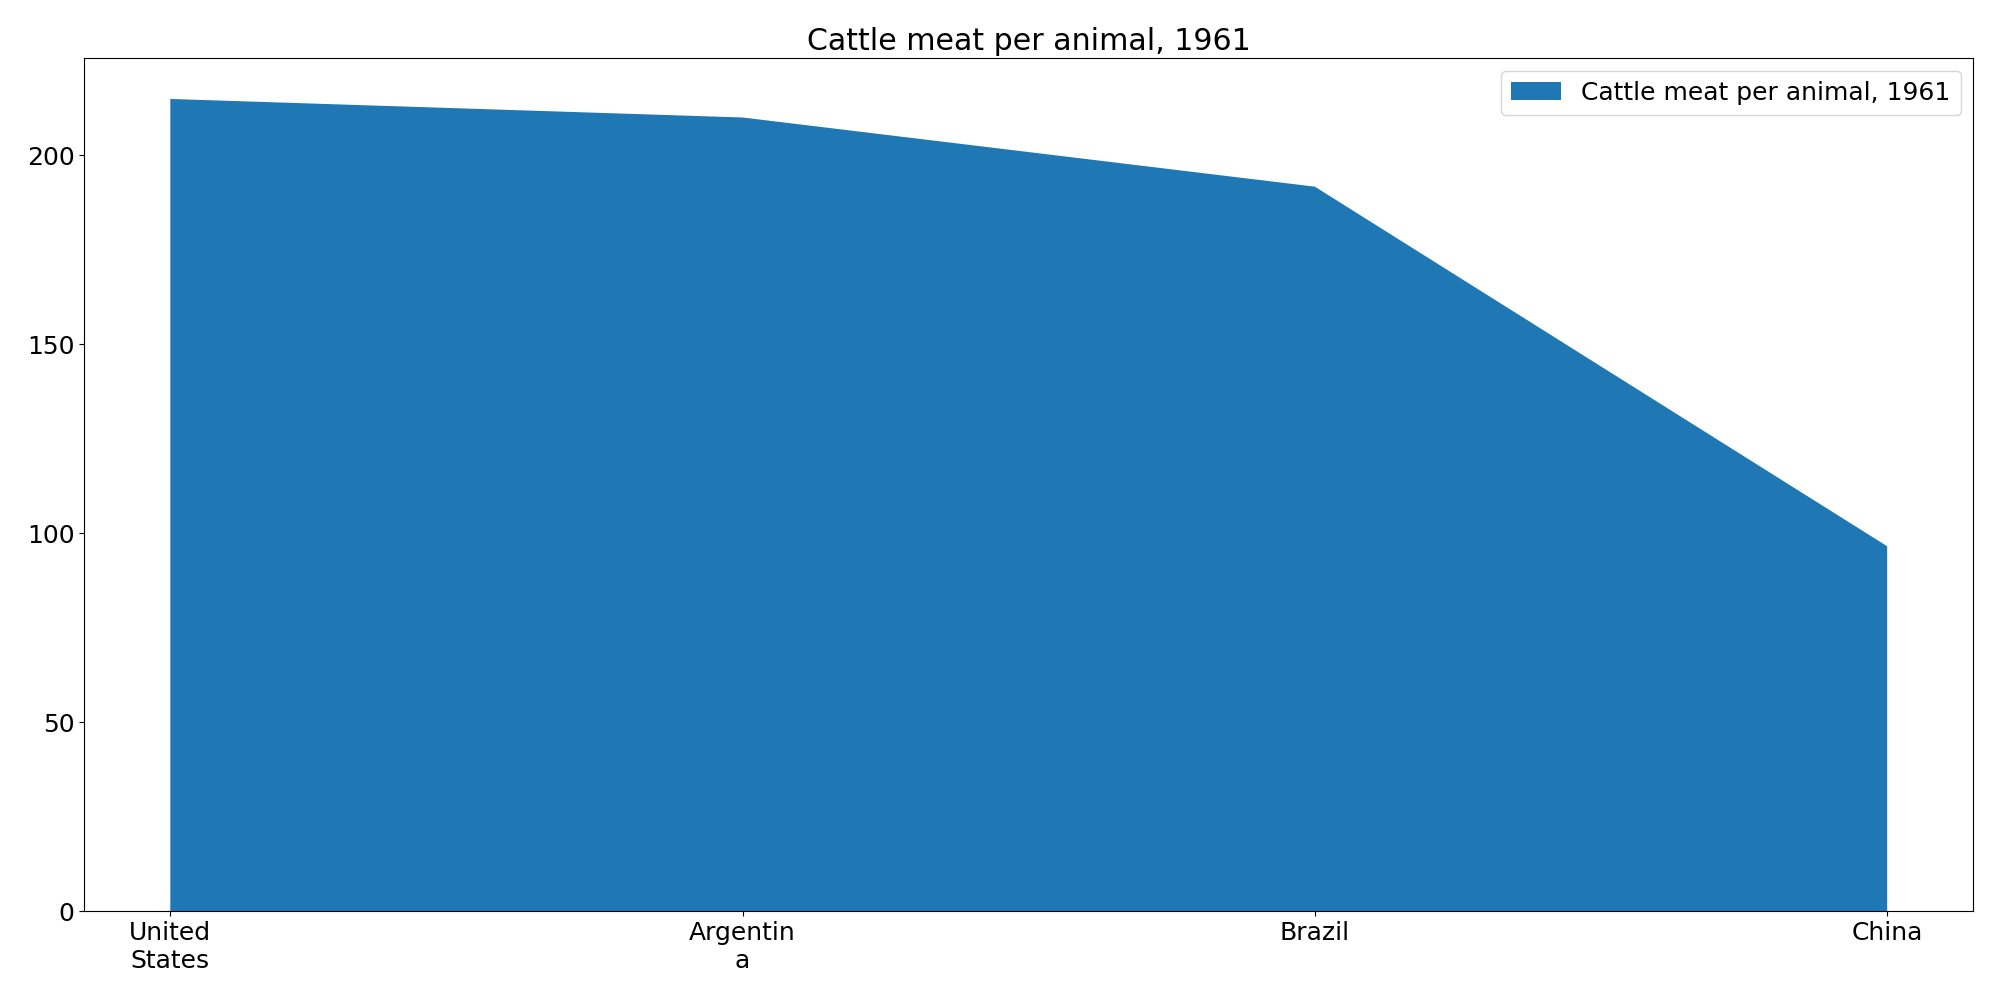 Cattle meat per animal, 1961
Cattle meat per animal, 1961
200
150
100
50
0
United
States
Argentin
a
Brazil
China